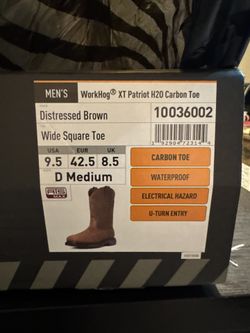 MEN'S
WorkHog® XT Patriot H2O Carbon Toe
Distressed Brown
10036002
Wide Square Toe
USA EUR UK
9.5 42.5 8.5
D Medium
CARBON TOE
WATERPROOF
ELECTRICAL HAZARD
U-TURN ENTRY